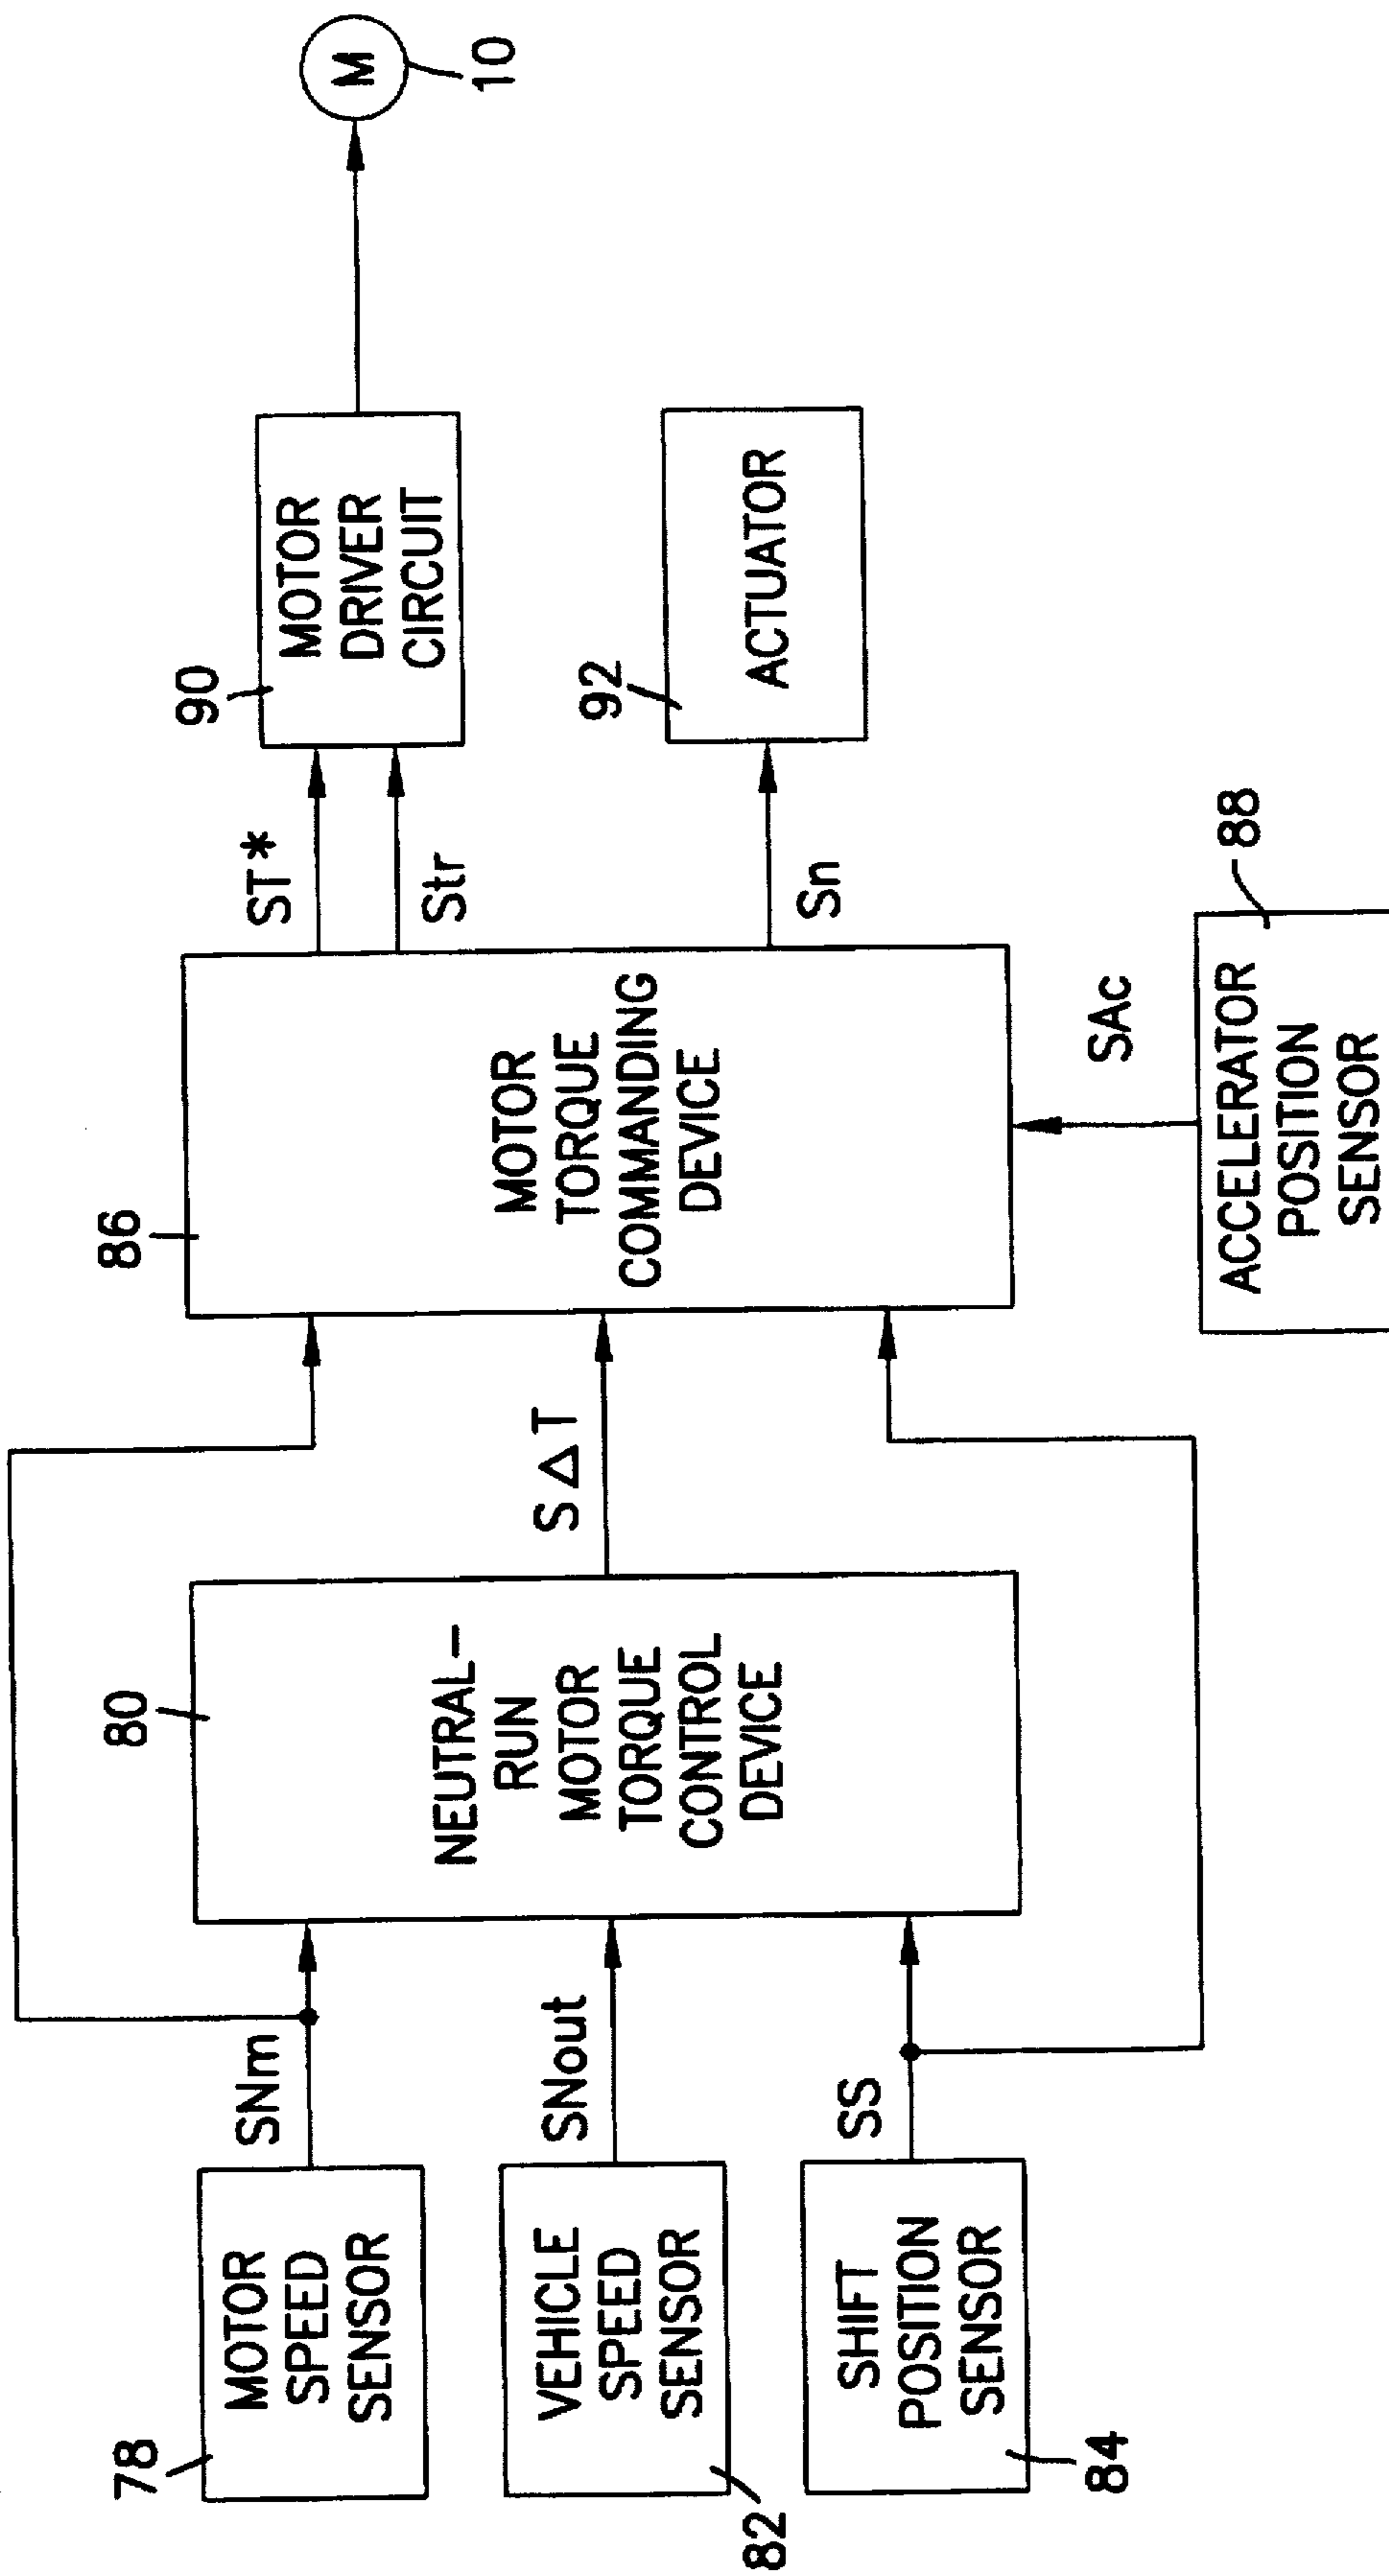 78
MOTOR
SPEED
SENSOR
SNm
82
VEHICLE
SPEED
SENSOR
SNout
84
SHIFT
POSITION
SENSOR
SS
80
NEUTRAL–
RUN
MOTOR
TORQUE
CONTROL
DEVICE
S△T
86
MOTOR
TORQUE
COMMANDING
DEVICE
88
ACCELERATOR
POSITION
SENSOR
SAc
ST*
Str
Sn
90
MOTOR
DRIVER
CIRCUIT
92
ACTUATOR
M
10